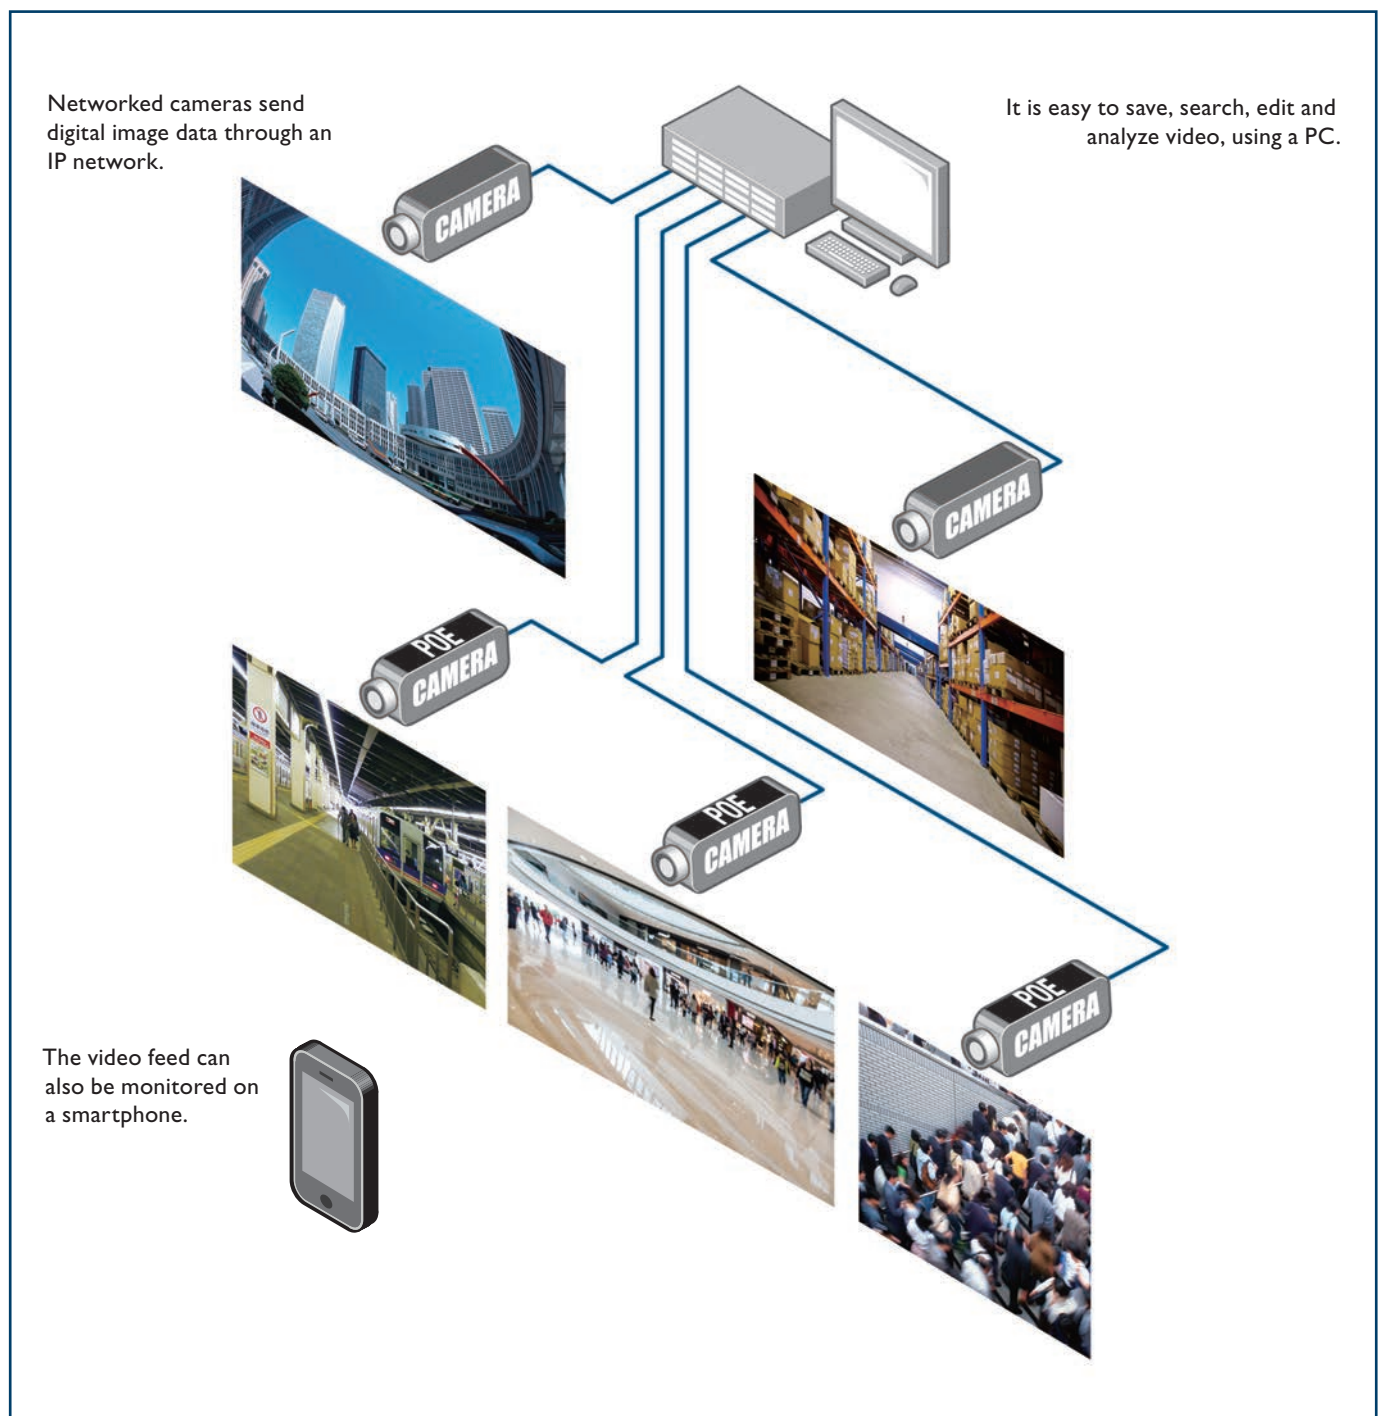 Networked cameras send
digital image data through an
IP network.
It is easy to save, search, edit and
analyze video, using a PC.
CAMERA
CAMERA
POE
CAMERA
POE
CAMERA
POE
CAMERA
The video feed can
also be monitored on
a smartphone.